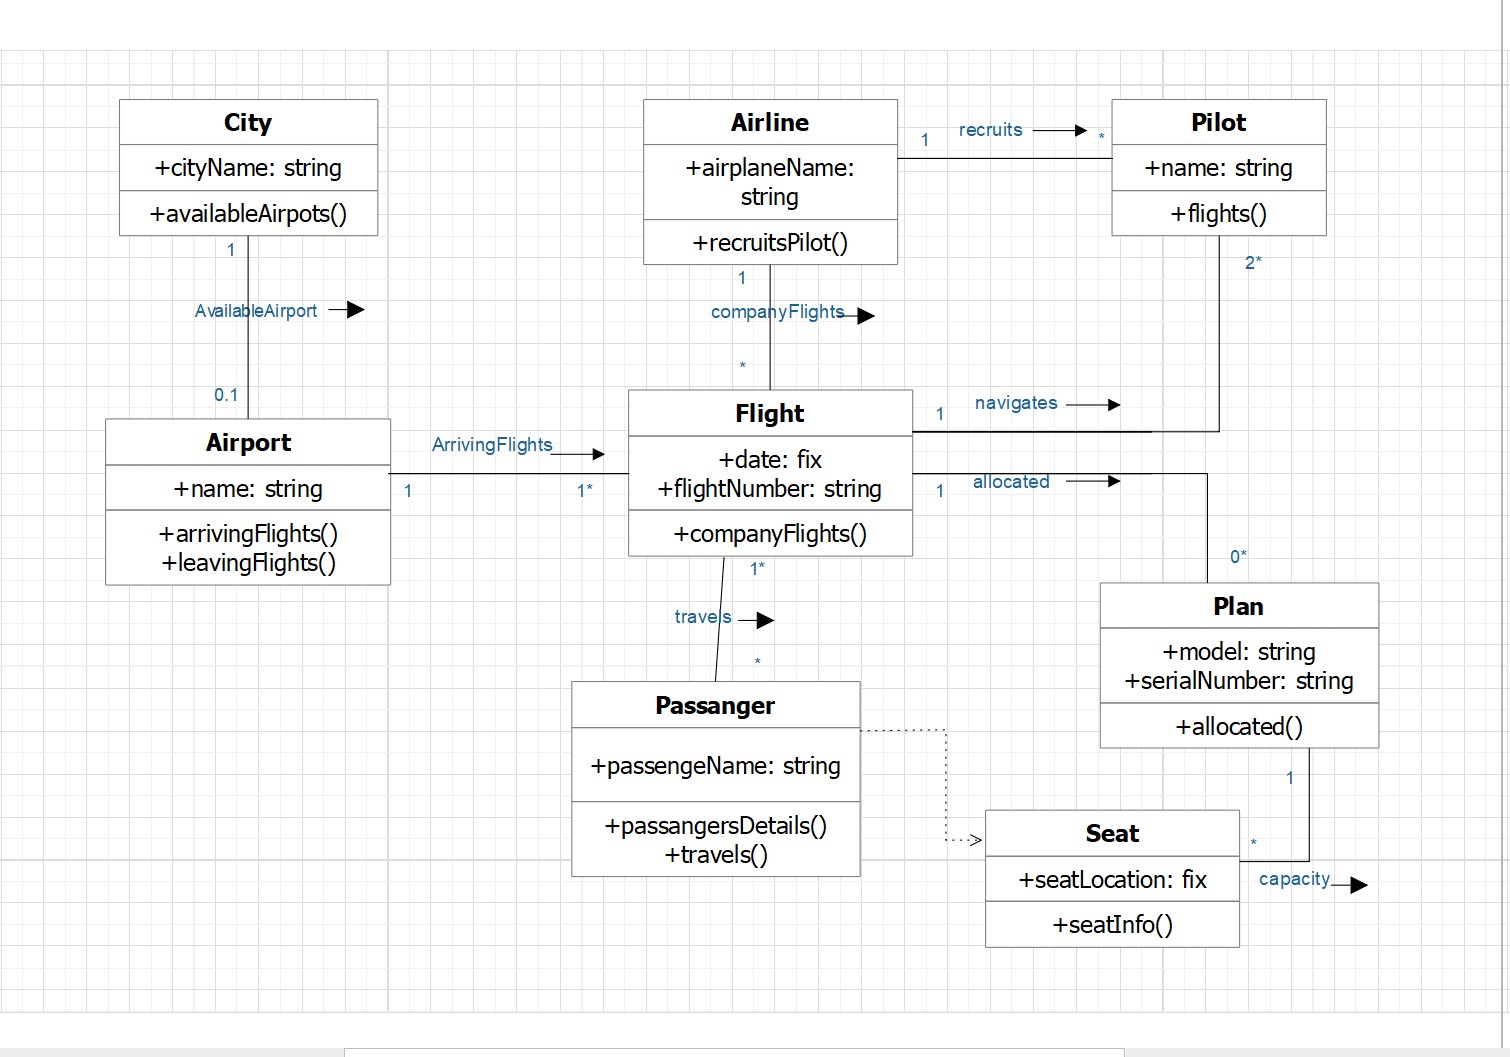 City
+cityName: string
+availableAirpots()
1
AvailableAirport
0.1
Airport
+name: string
+arrivingFlights()
+leavingFlights()
1
ArrivingFlights
1*
Airline
+airplaneName:
string
+recruitsPilot()
1
recruits
*
1
companyFlights
*
Pilot
+name: string
+flights()
2*
Flight
+date: fix
+flightNumber: string
+companyFlights()
1
navigates
1
allocated
0*
1*
travels
*
Passanger
+passengeName: string
+passangersDetails()
+travels()
Plan
+model: string
+serialNumber: string
+allocated()
1
*
capacity
Seat
+seatLocation: fix
+seatInfo()